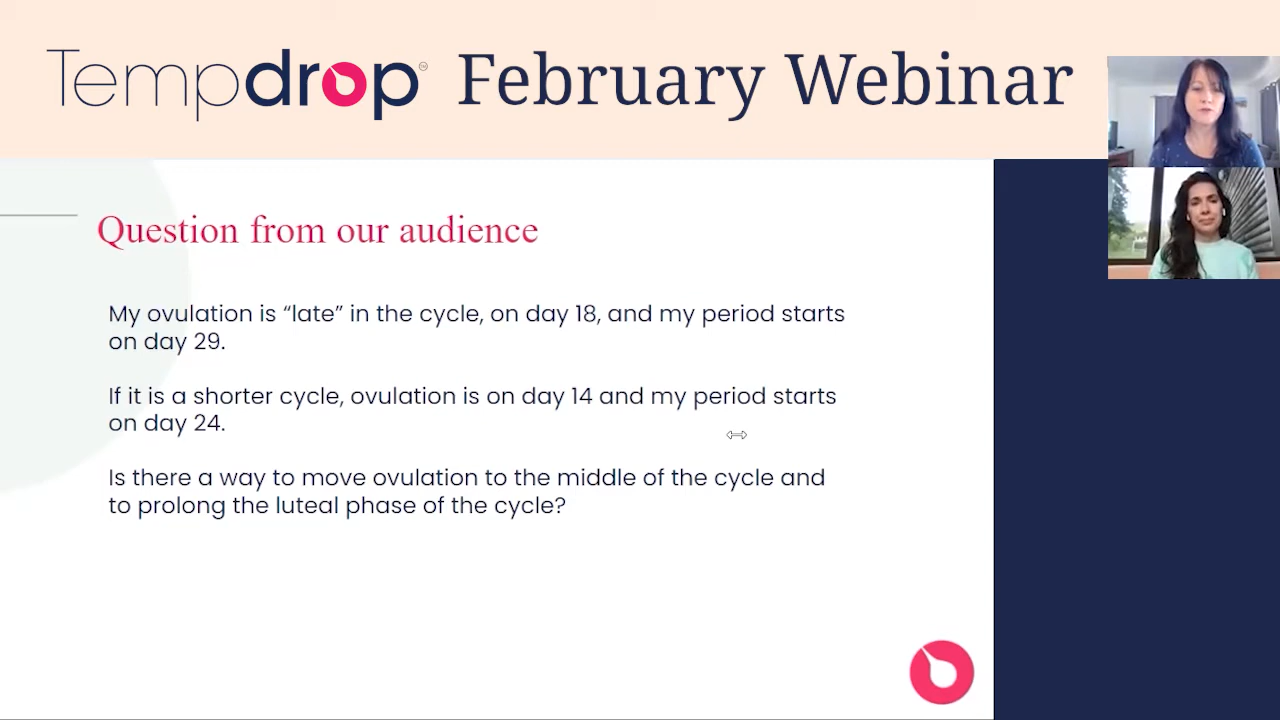 Tempdrop™ February Webinar
Question from our audience
My ovulation is “late” in the cycle, on day 18, and my period starts
on day 29.
If it is a shorter cycle, ovulation is on day 14 and my period starts
on day 24.
Is there a way to move ovulation to the middle of the cycle and
to prolong the luteal phase of the cycle?